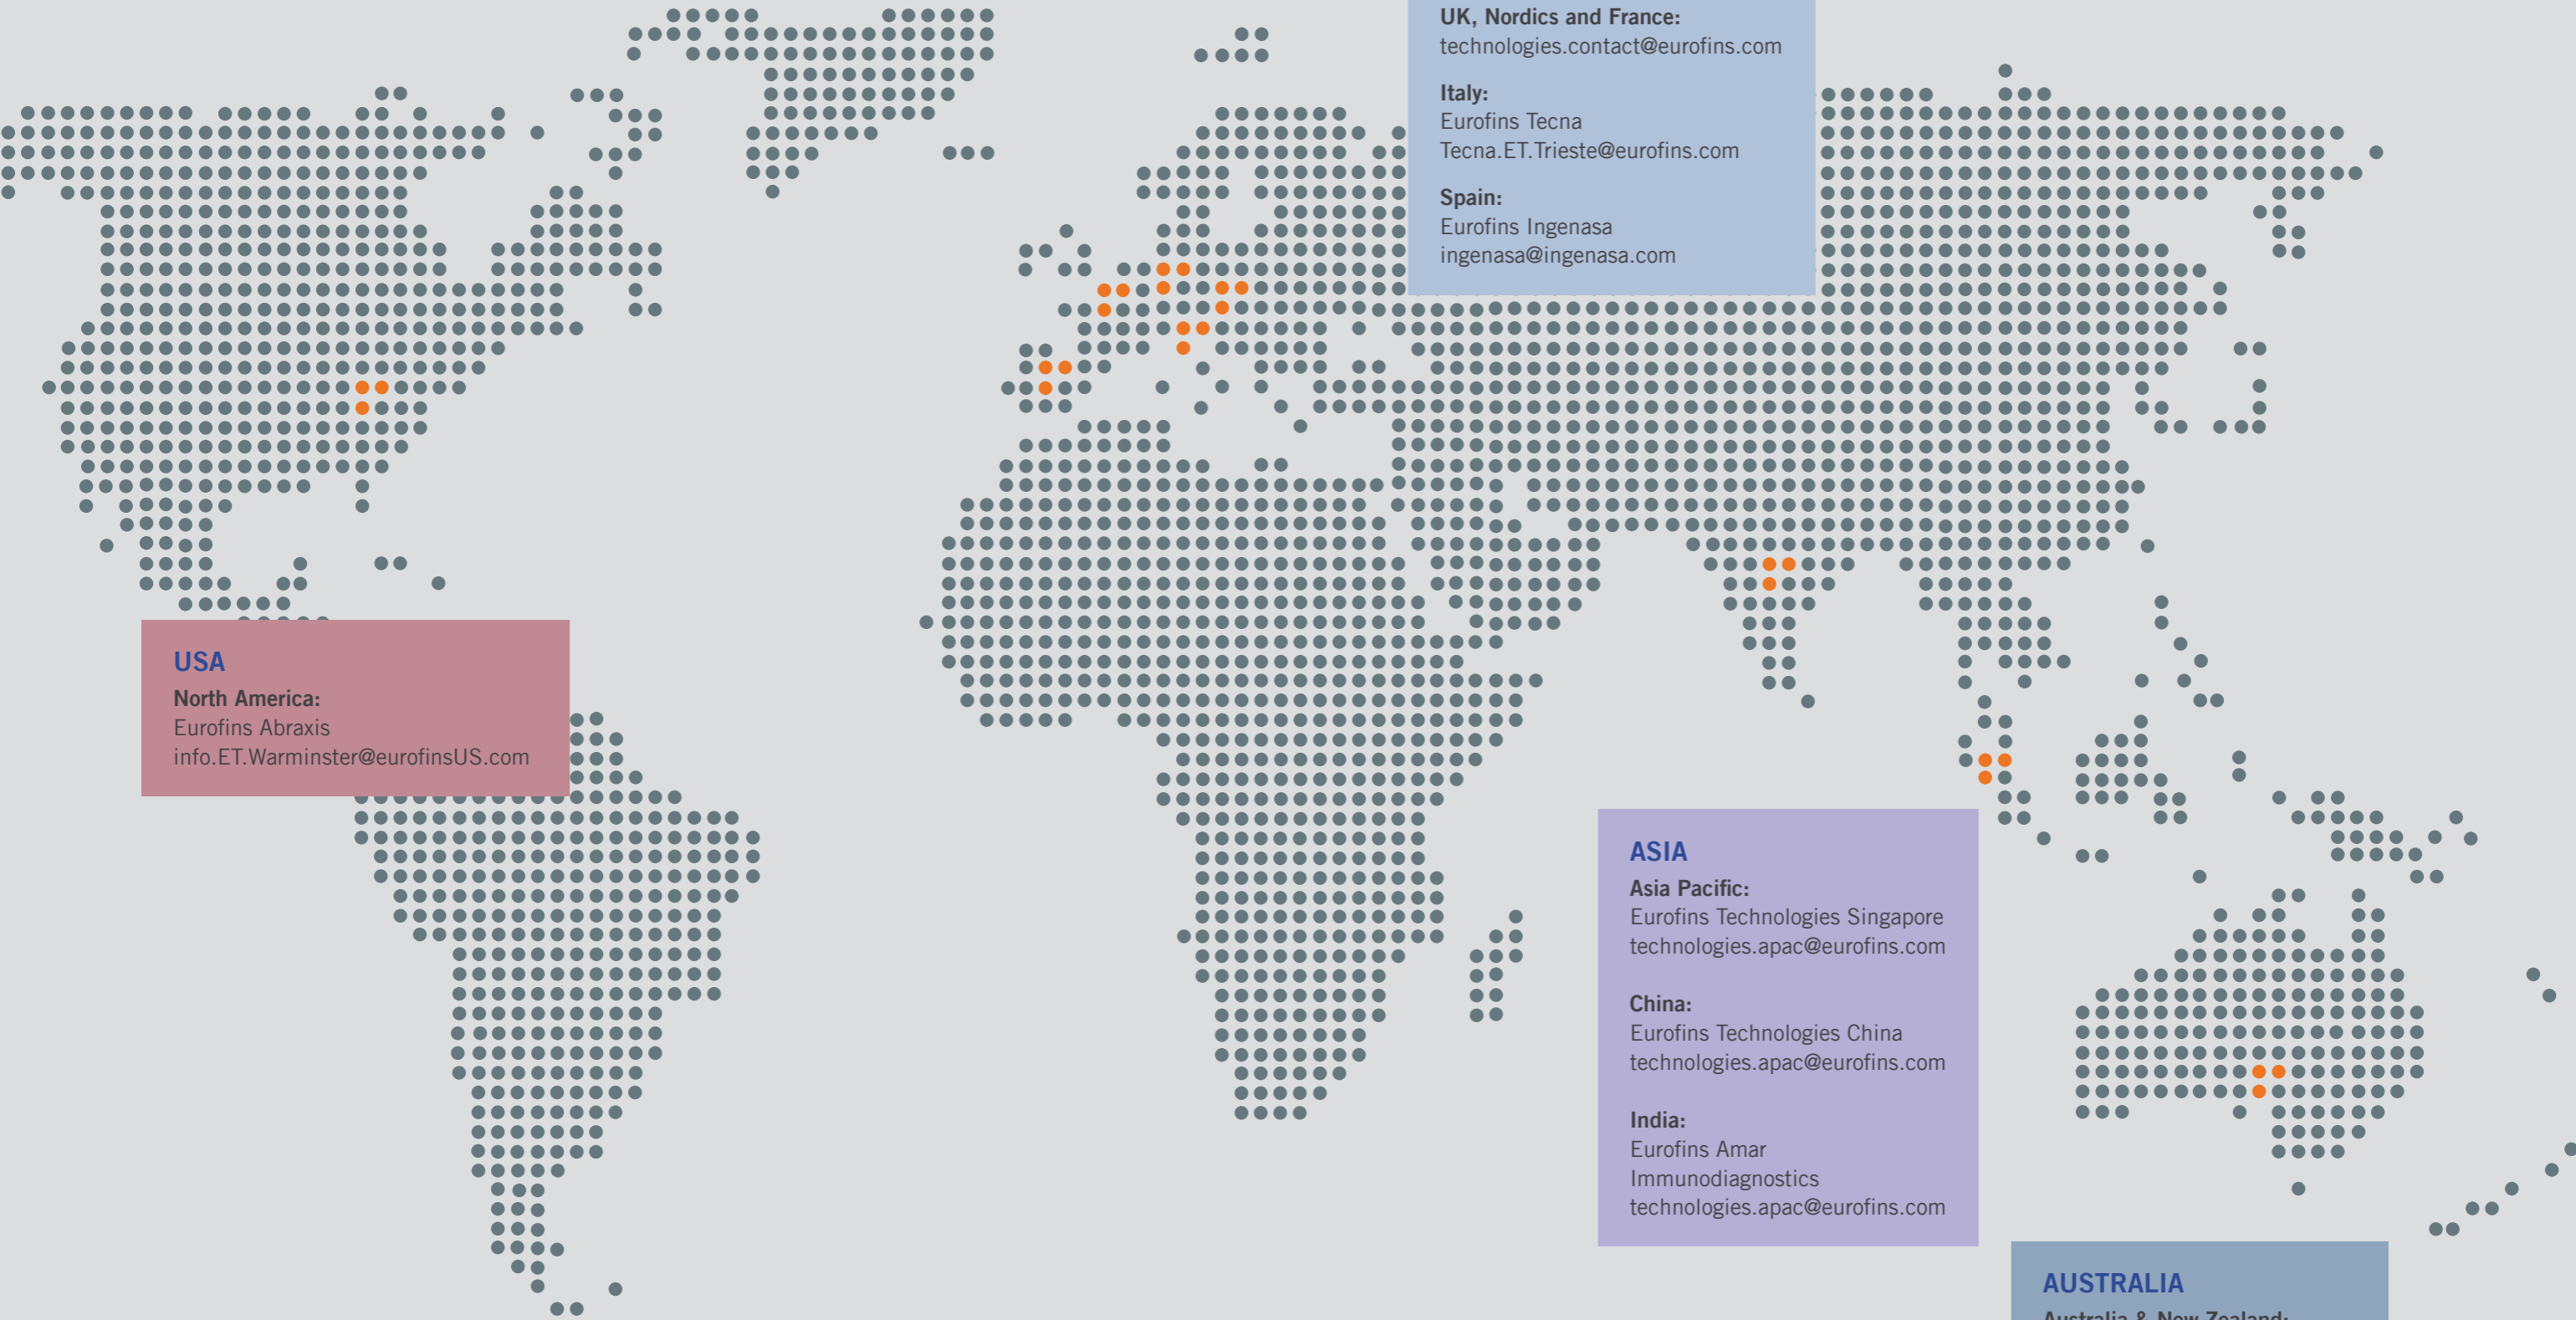 UK, Nordics and France:
technologies.contact@eurofins.com
Italy:
Eurofins Tecna
Tecna.ET.Trieste@eurofins.com
Spain:
Eurofins Ingenasa
ingenasa@ingenasa.com
USA
North America:
Eurofins Abraxis
info.ET.Warminster@eurofinsUS.com
ASIA
Asia Pacific:
Eurofins Technologies Singapore
technologies.apac@eurofins.com
China:
Eurofins Technologies China
technologies.apac@eurofins.com
India:
Eurofins Amar
Immunodiagnostics
technologies.apac@eurofins.com
AUSTRALIA
Australia & New Zealand: